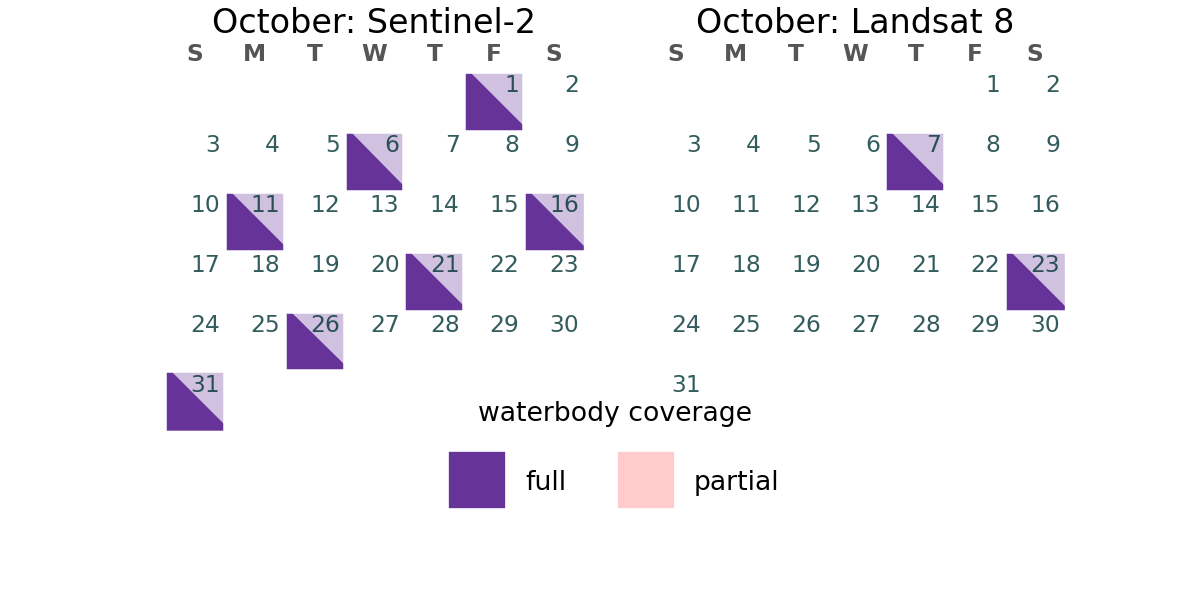 October: Sentinel-2
S M T W T F S
1 2
3 4 5 6 7 8 9
10 11 12 13 14 15 16
17 18 19 20 21 22 23
24 25 26 27 28 29 30
31
October: Landsat 8
S M T W T F S
1 2
3 4 5 6 7 8 9
10 11 12 13 14 15 16
17 18 19 20 21 22 23
24 25 26 27 28 29 30
31
waterbody coverage
full partial